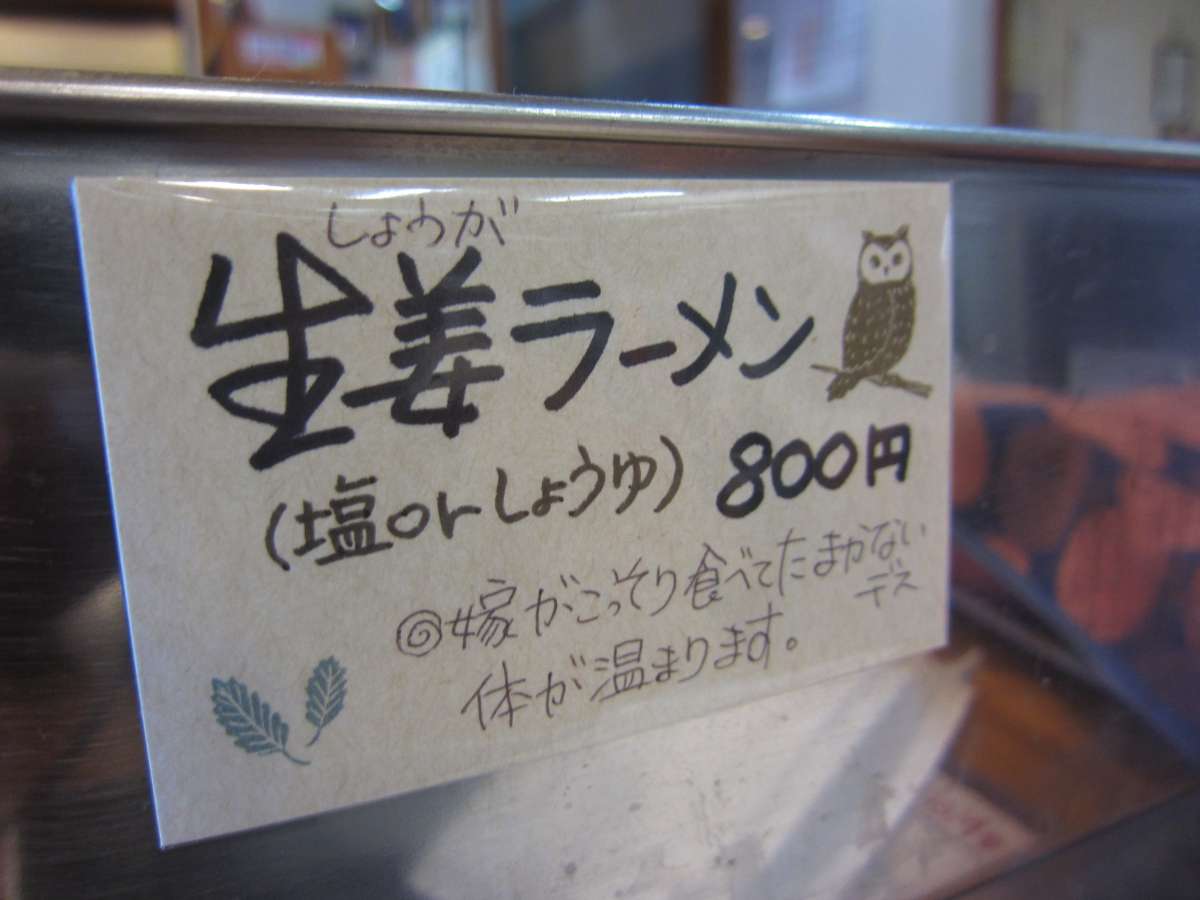 しょうが
生姜ラーメン
(塩orしょうゆ) 800円
◎嫁がこっそり食べてたまかない
デス
体が温まります。